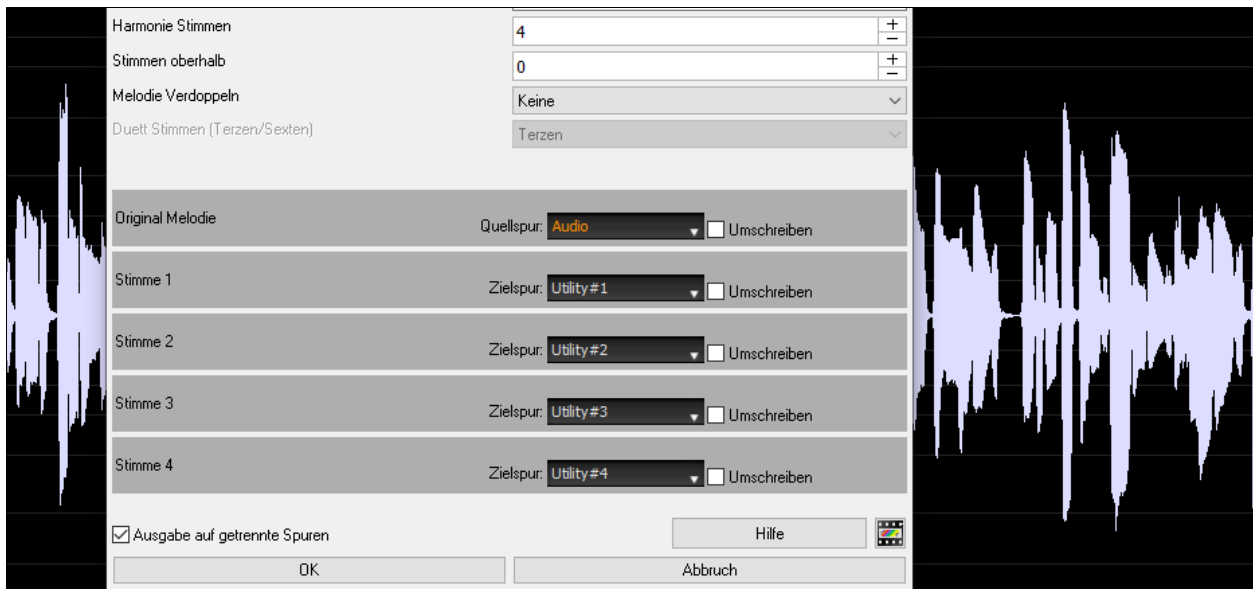 Harmonie Stimmen 4 + −
Stimmen oberhalb 0 + −
Melodie Verdoppeln Keine
Duett Stimmen (Terzen/Sexten) Terzen
Original Melodie Quellspur: Audio Umschreiben
Stimme 1 Zielspur: Utility#1 Umschreiben
Stimme 2 Zielspur: Utility#2 Umschreiben
Stimme 3 Zielspur: Utility#3 Umschreiben
Stimme 4 Zielspur: Utility#4 Umschreiben
Ausgabe auf getrennte Spuren Hilfe
OK Abbruch